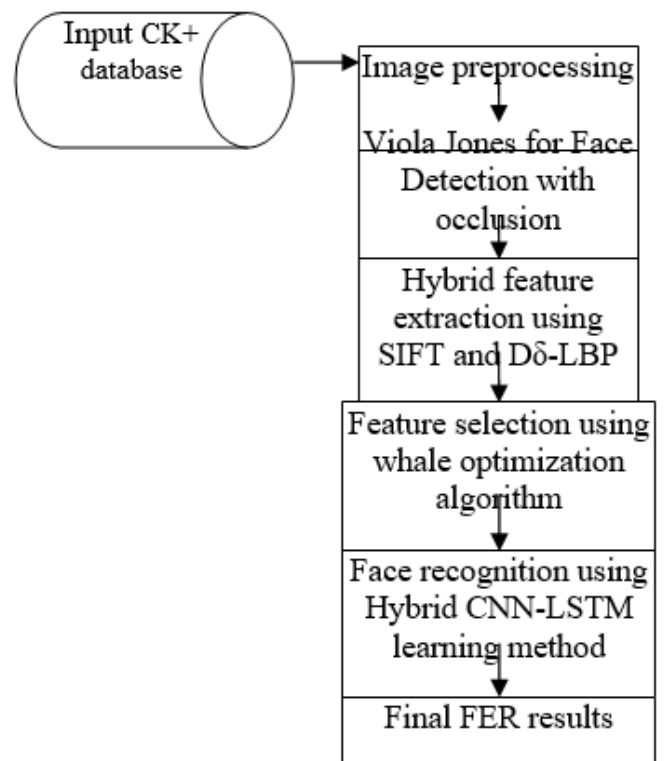 Input CK+
database
Image preprocessing
Viola Jones for Face
Detection with
occlusion
Hybrid feature
extraction using
SIFT and Dδ-LBP
Feature selection using
whale optimization
algorithm
Face recognition using
Hybrid CNN-LSTM
learning method
Final FER results